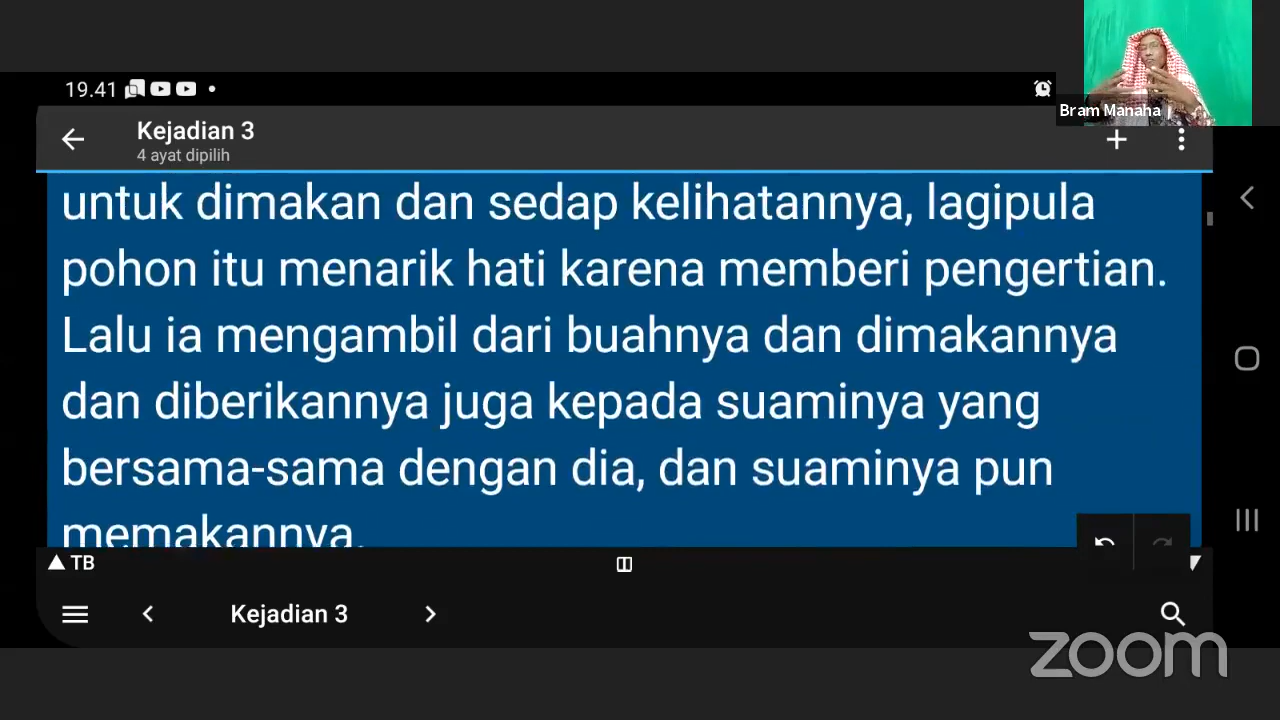 19.41
Bram Manaha
Kejadian 3
4 ayat dipilih
untuk dimakan dan sedap kelihatannya, lagipula
pohon itu menarik hati karena memberi pengertian.
Lalu ia mengambil dari buahnya dan dimakannya
dan diberikannya juga kepada suaminya yang
bersama-sama dengan dia, dan suaminya pun
memakannya.
TB
Kejadian 3
zoom